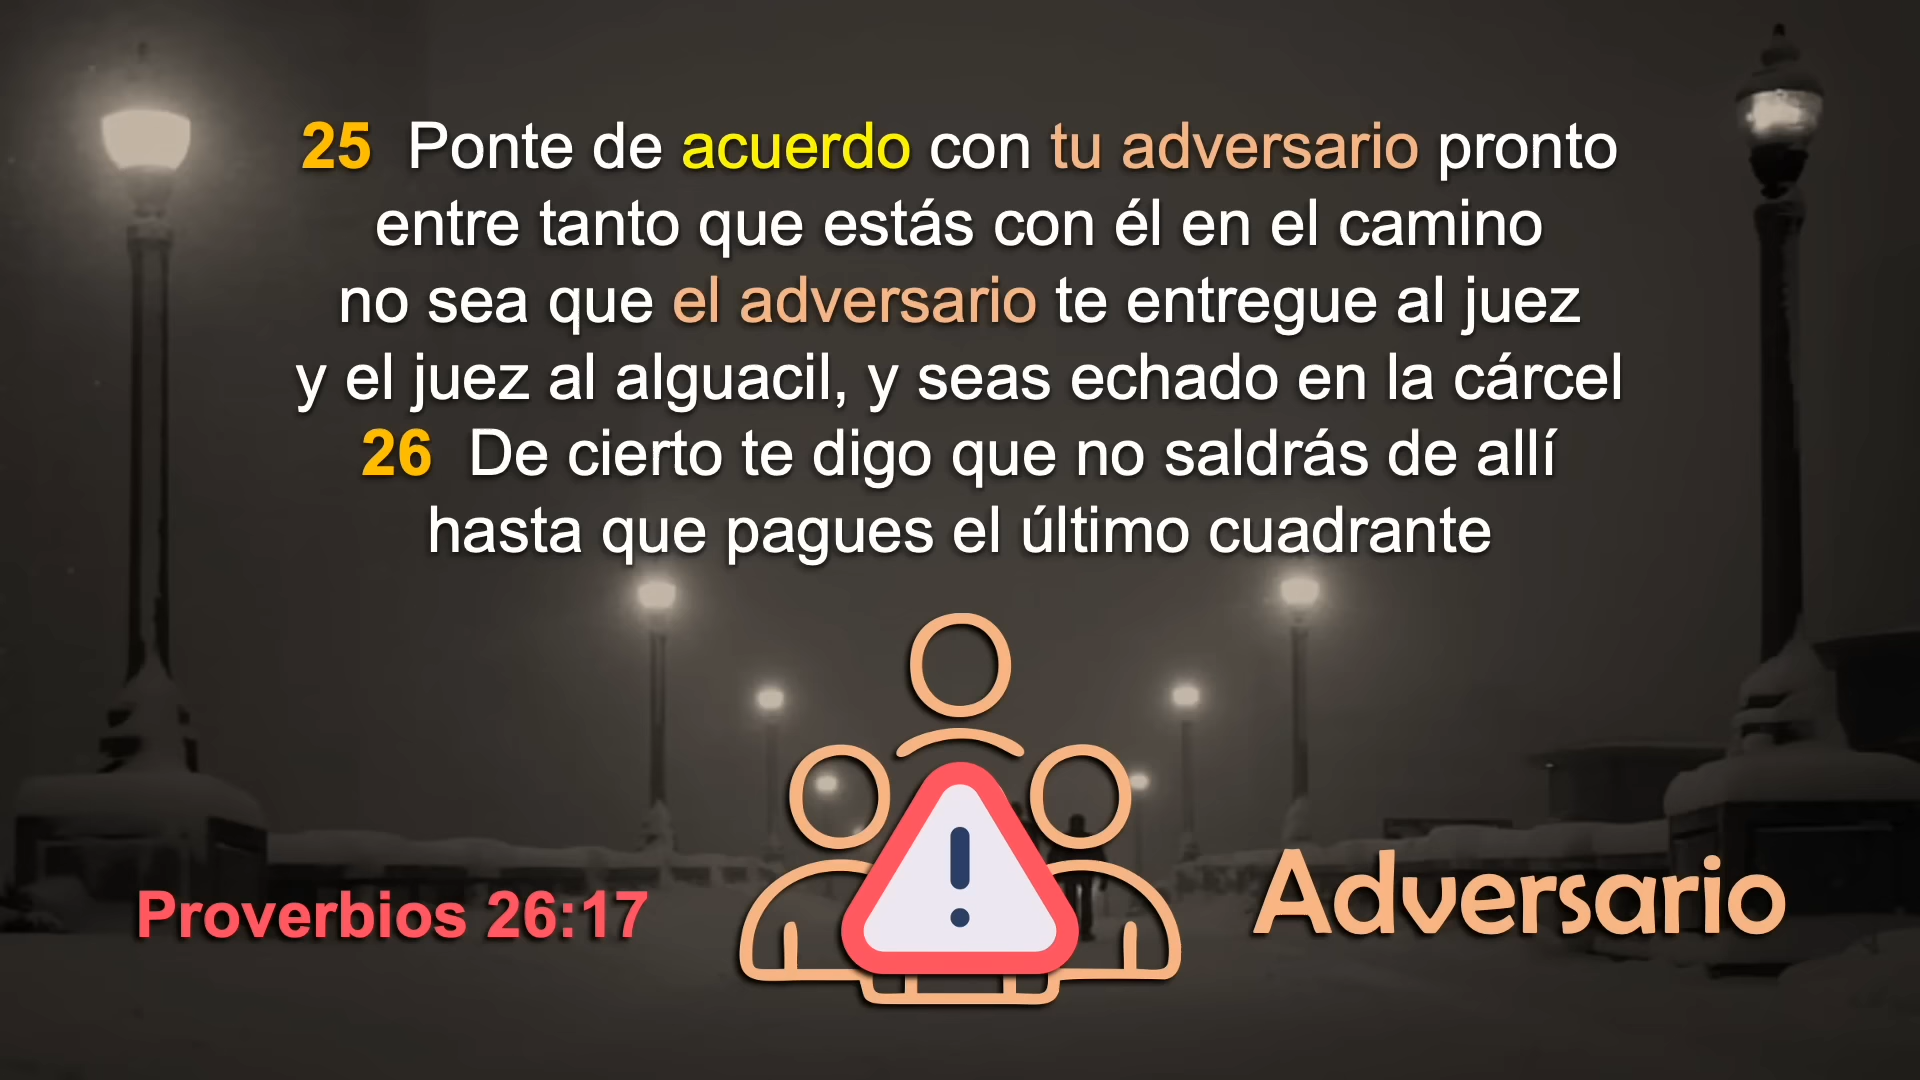 25 Ponte de acuerdo con tu adversario pronto
entre tanto que estás con él en el camino
no sea que el adversario te entregue al juez
y el juez al alguacil, y seas echado en la cárcel
26 De cierto te digo que no saldrás de allí
hasta que pagues el último cuadrante
!
Proverbios 26:17
Adversario